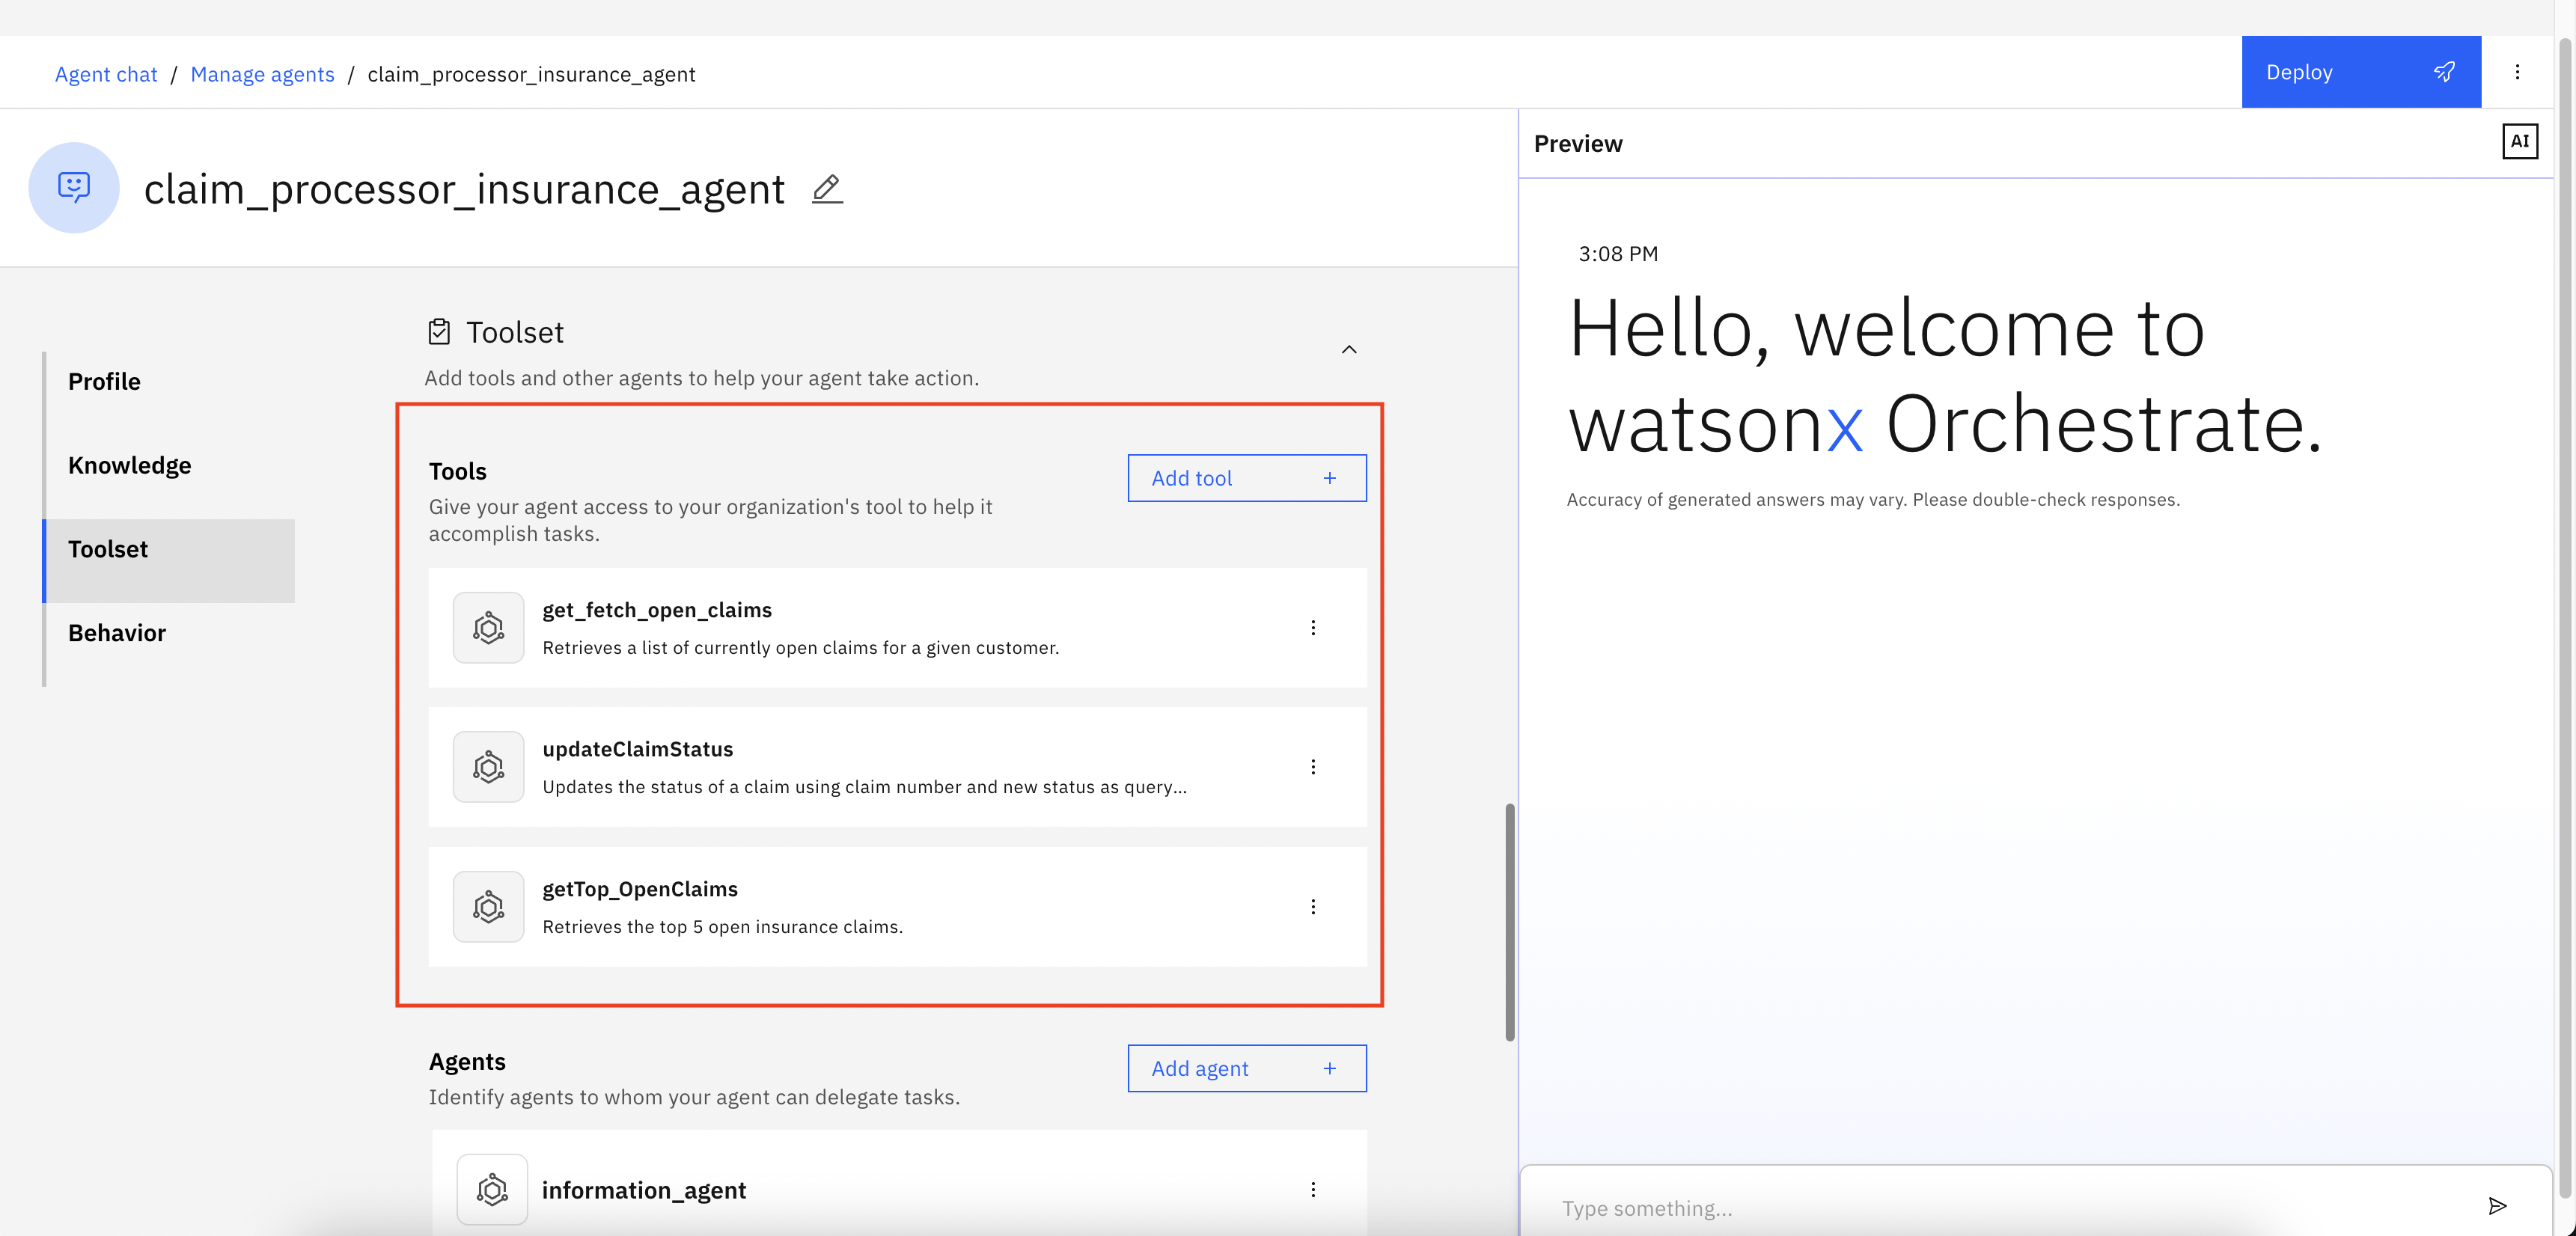 Agent chat / Manage agents / claim_processor_insurance_agent
Deploy
claim_processor_insurance_agent
Profile
Knowledge
Toolset
Behavior
Toolset
Add tools and other agents to help your agent take action.
Tools
Add tool +
Give your agent access to your organization's tool to help it
accomplish tasks.
get_fetch_open_claims
Retrieves a list of currently open claims for a given customer.
updateClaimStatus
Updates the status of a claim using claim number and new status as query...
getTop_OpenClaims
Retrieves the top 5 open insurance claims.
Agents
Add agent +
Identify agents to whom your agent can delegate tasks.
information_agent
Preview
AI
3:08 PM
Hello, welcome to
watsonx Orchestrate.
Accuracy of generated answers may vary. Please double-check responses.
Type something...